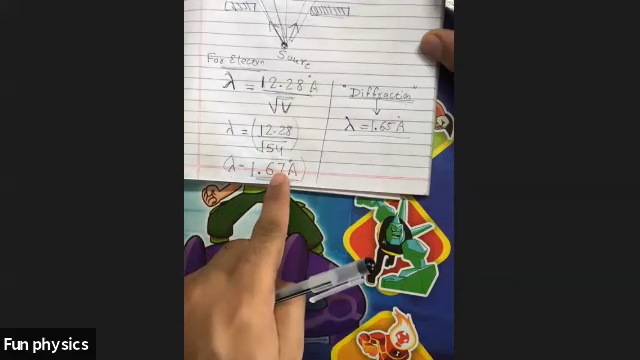 Source
For Electron
λ = 12.28 Å
√V
λ = (12.28)
√54
(λ = 1.67 Å)
"Diffraction"
λ = 1.65 Å
Fun physics